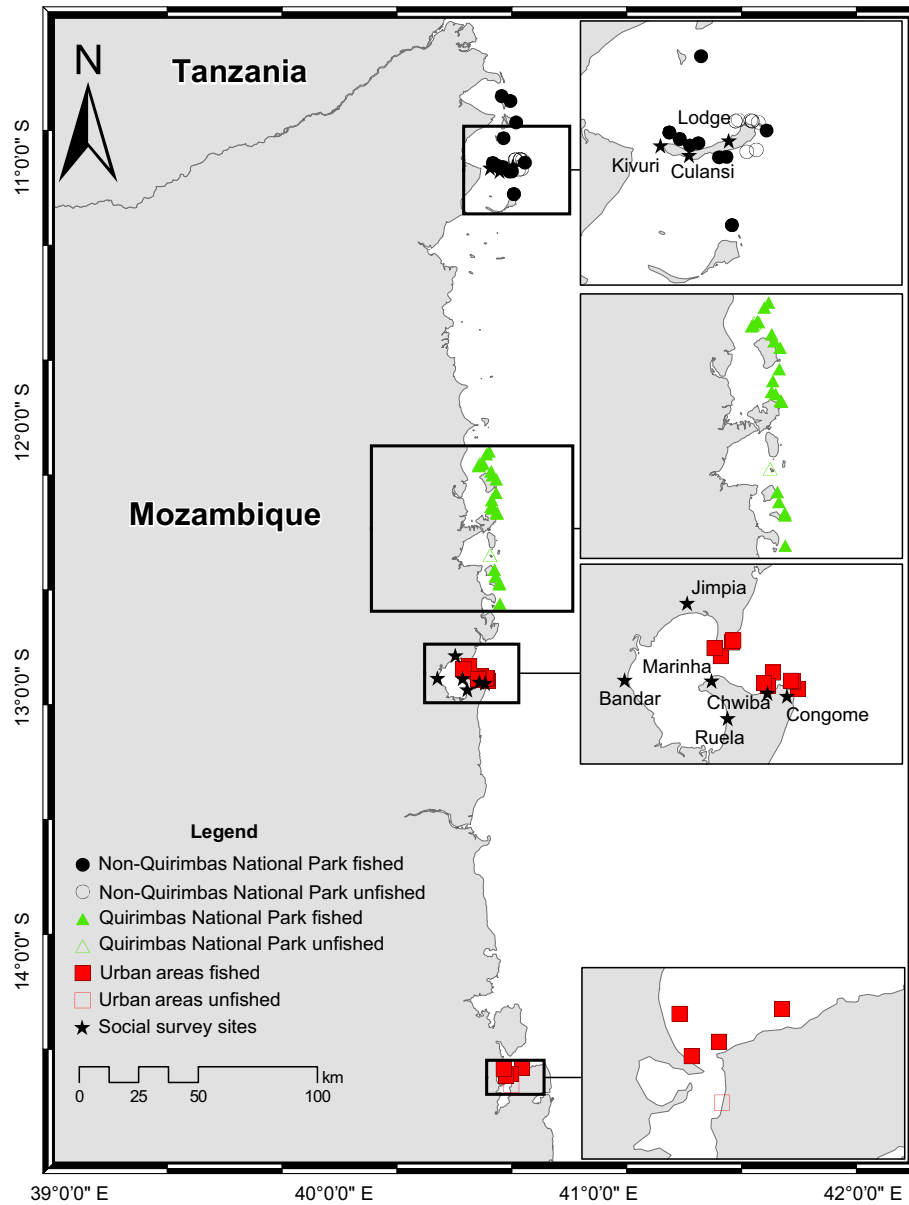 N
Tanzania
Mozambique
11°0'0" S
12°0'0" S
13°0'0" S
14°0'0" S
39°0'0" E
40°0'0" E
41°0'0" E
42°0'0" E
Lodge
Kivuri
Culansi
Jimpia
Marinha
Bandar
Chwiba
Congome
Ruela
Legend
Non-Quirimbas National Park fished
Non-Quirimbas National Park unfished
Quirimbas National Park fished
Quirimbas National Park unfished
Urban areas fished
Urban areas unfished
Social survey sites
km
0 25 50 100